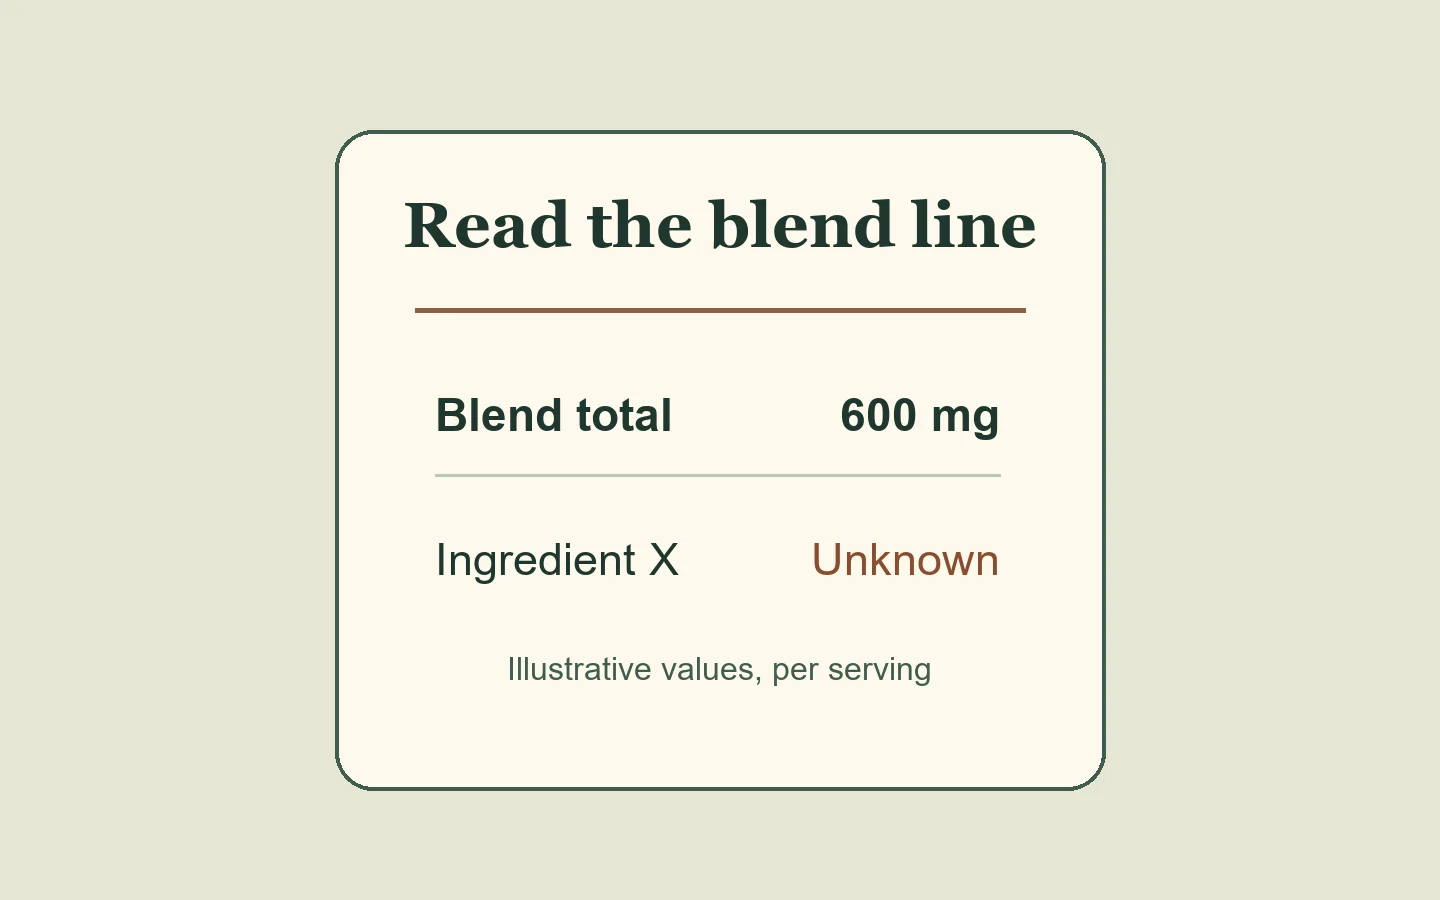 Read the blend line
Blend total 600 mg
Ingredient X Unknown
Illustrative values, per serving